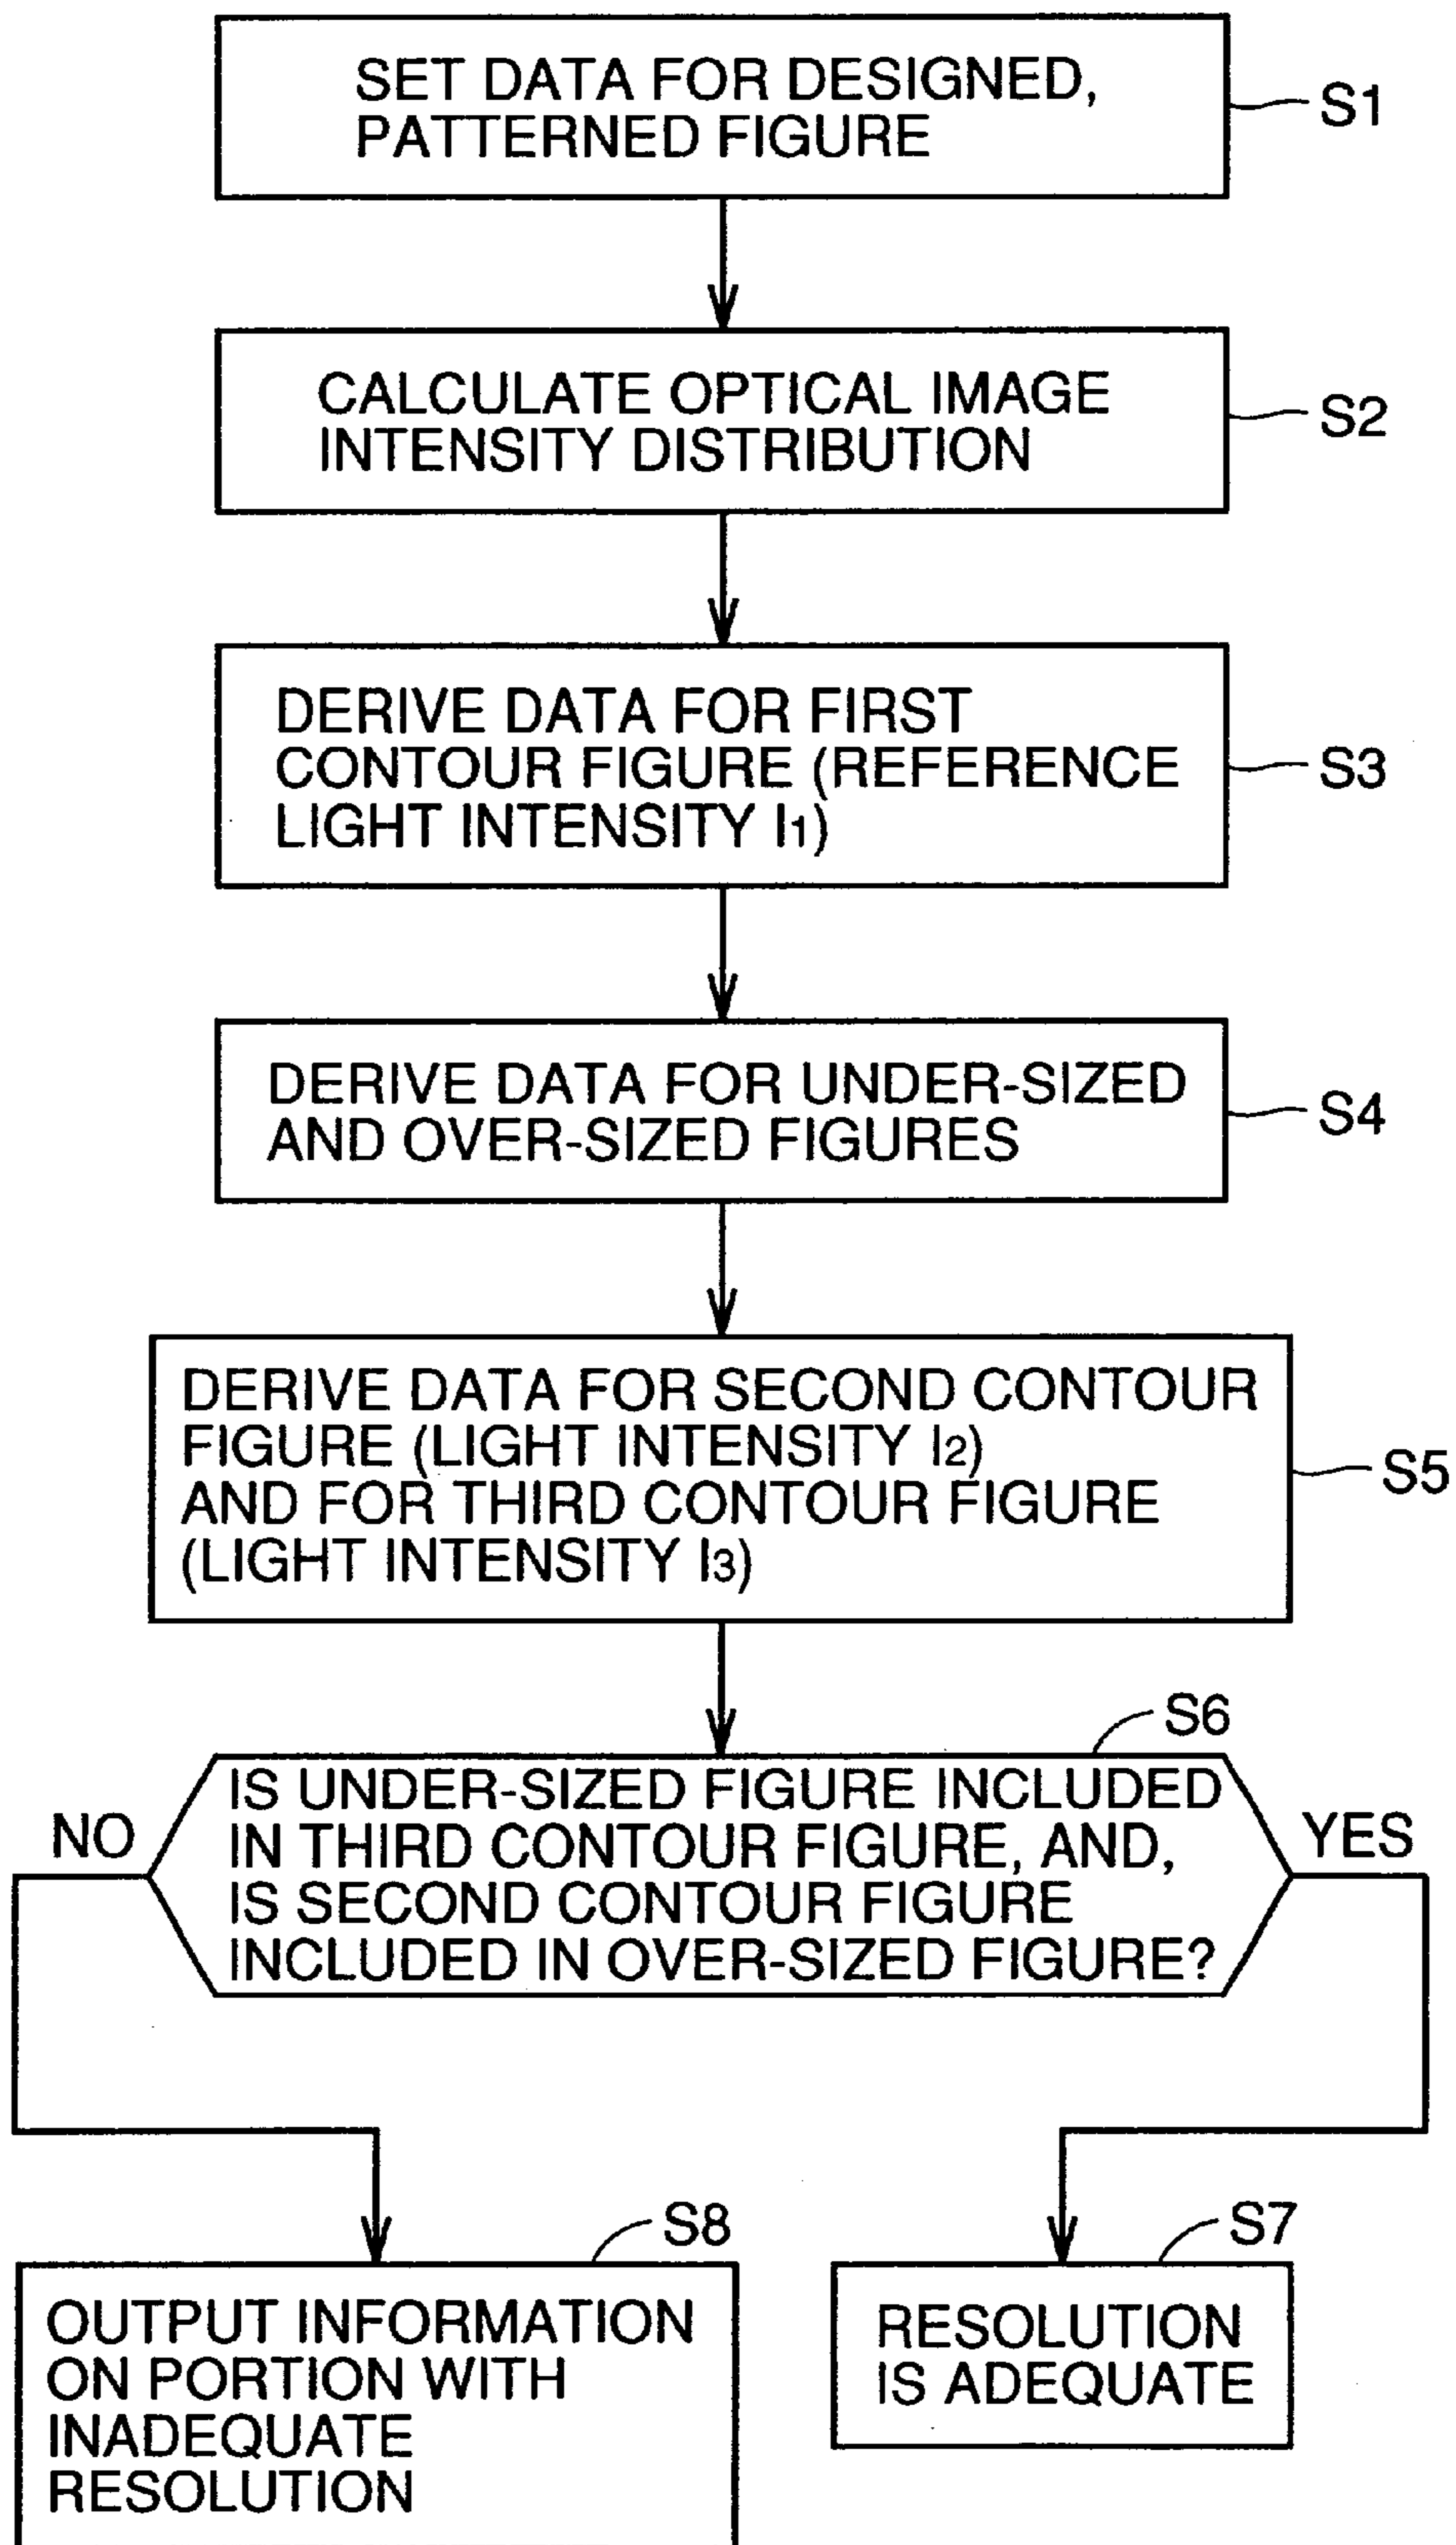 SET DATA FOR DESIGNED,
PATTERNED FIGURE
S1
CALCULATE OPTICAL IMAGE
INTENSITY DISTRIBUTION
S2
DERIVE DATA FOR FIRST
CONTOUR FIGURE (REFERENCE
LIGHT INTENSITY I1)
S3
DERIVE DATA FOR UNDER-SIZED
AND OVER-SIZED FIGURES
S4
DERIVE DATA FOR SECOND CONTOUR
FIGURE (LIGHT INTENSITY I2)
AND FOR THIRD CONTOUR FIGURE
(LIGHT INTENSITY I3)
S5
S6
IS UNDER-SIZED FIGURE INCLUDED
IN THIRD CONTOUR FIGURE, AND,
IS SECOND CONTOUR FIGURE
INCLUDED IN OVER-SIZED FIGURE?
NO
YES
S8
OUTPUT INFORMATION
ON PORTION WITH
INADEQUATE
RESOLUTION
S7
RESOLUTION
IS ADEQUATE